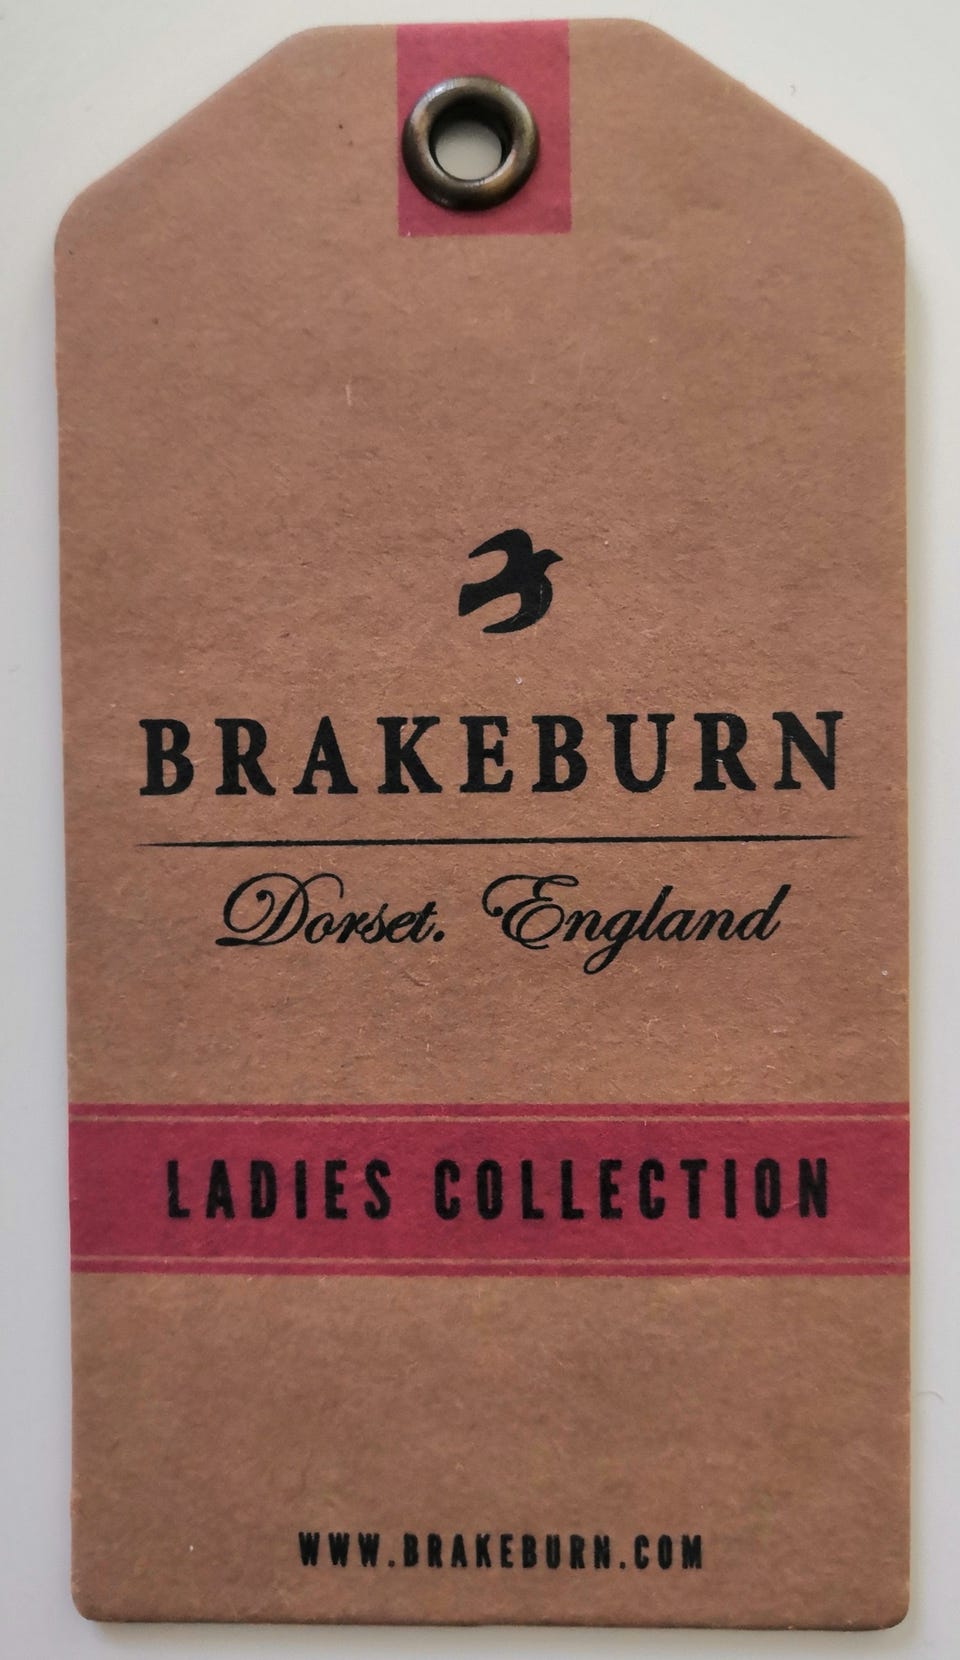 BRAKEBURN
Dorset. England
LADIES COLLECTION
WWW.BRAKEBURN.COM